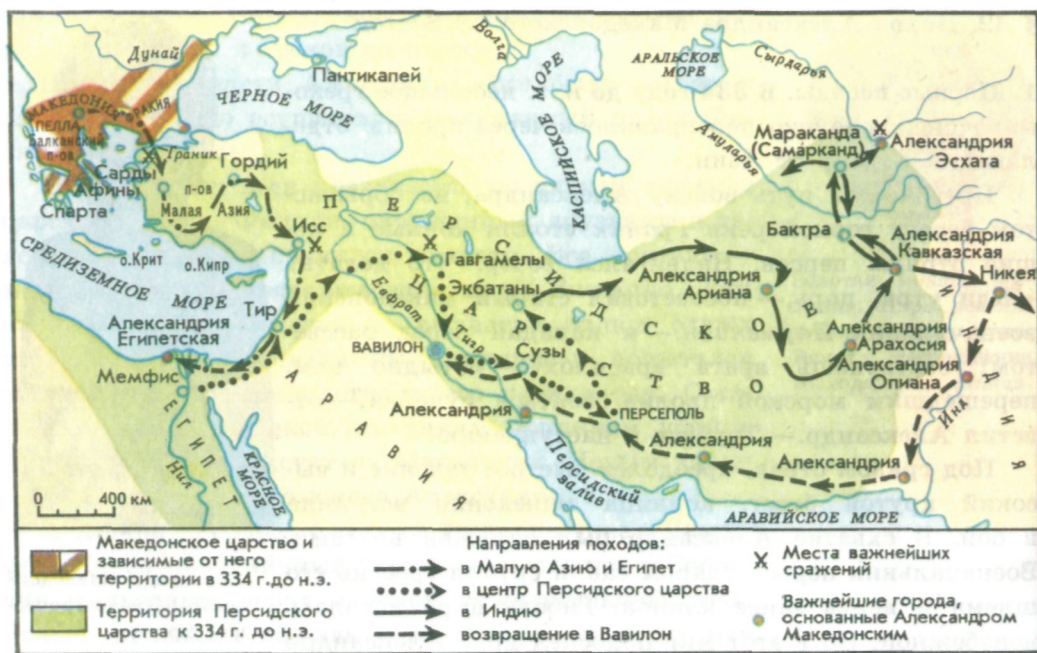 Дунай
Волга
Пантикапей
АРАЛЬСКОЕ
МОРЕ
Сырдарья
МАКЕДОНИЯ
ФРАКИЯ
ПЕЛЛА
Балканский
п-ов
ЧЕРНОЕ МОРЕ
КАСПИЙСКОЕ МОРЕ
Амударья
Мараканда
(Самарканд)
Александрия
Эсхата
Граник
Гордий
Сарды
Афины
Спарта
п-ов
Малая Азия
ПЕРСИДСКОЕ
ЦАРСТВО
Исс
о.Крит
о.Кипр
СРЕДИЗЕМНОЕ МОРЕ
Гавгамелы
Экбатаны
Бактра
Александрия
Кавказская
Никея
Александрия
Ариана
Евфрат
Тигр
Тир
Александрия
Египетская
Мемфис
ВАВИЛОН
Сузы
Александрия
Арахосия
Александрия
Опиана
ИНДИЯ
Инд
АРАВИЯ
Александрия
ПЕРСЕПОЛЬ
Александрия
Александрия
ЕГИПЕТ
Нил
КРАСНОЕ
МОРЕ
Персидский
залив
АРАВИЙСКОЕ МОРЕ
0 400 км
Македонское царство и
зависимые от него
территории в 334 г. до н.э.
Территория Персидского
царства к 334 г. до н.э.
Направления походов:
в Малую Азию и Египет
в центр Персидского царства
в Индию
возвращение в Вавилон
Места важнейших
сражений
Важнейшие города,
основанные Александром
Македонским